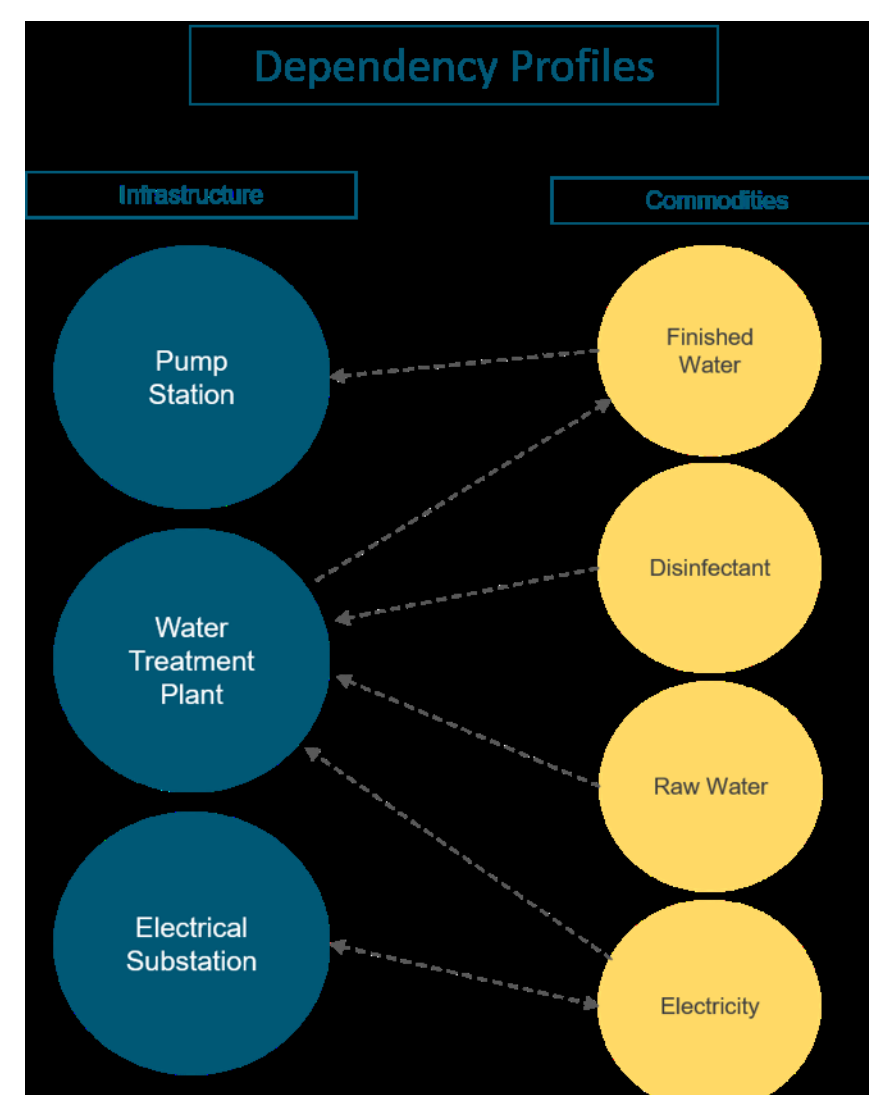 Dependency Profiles
Infrastructure
Commodities
Pump
Station
Finished
Water
Disinfectant
Water
Treatment
Plant
Raw Water
Electrical
Substation
Electricity